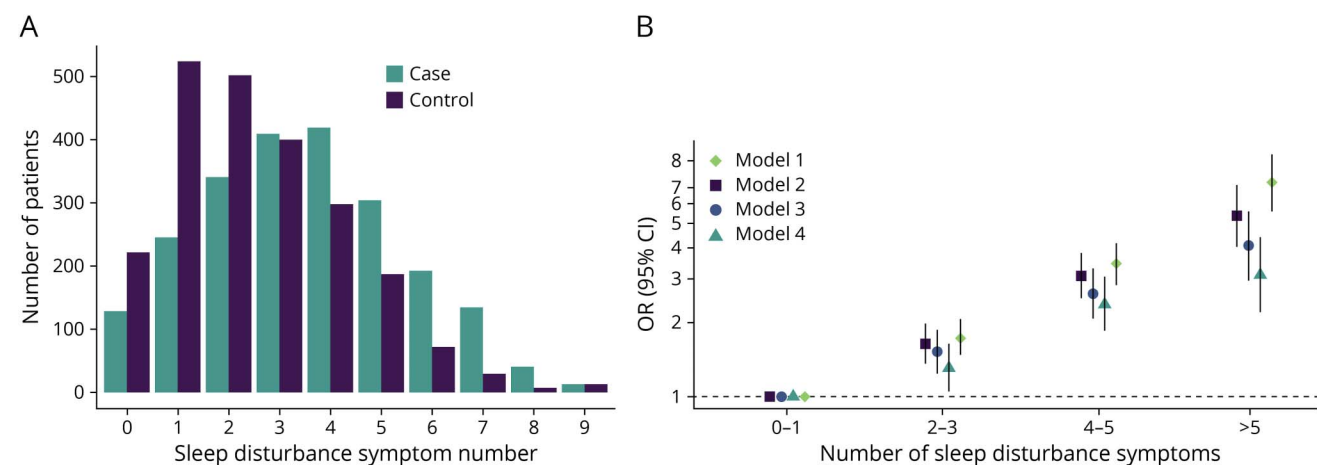 A
Number of patients
500
400
300
200
100
0
Case
Control
0 1 2 3 4 5 6 7 8 9
Sleep disturbance symptom number
B
OR (95% CI)
8
7
6
5
4
3
2
1
Model 1
Model 2
Model 3
Model 4
0–1 2–3 4–5 >5
Number of sleep disturbance symptoms